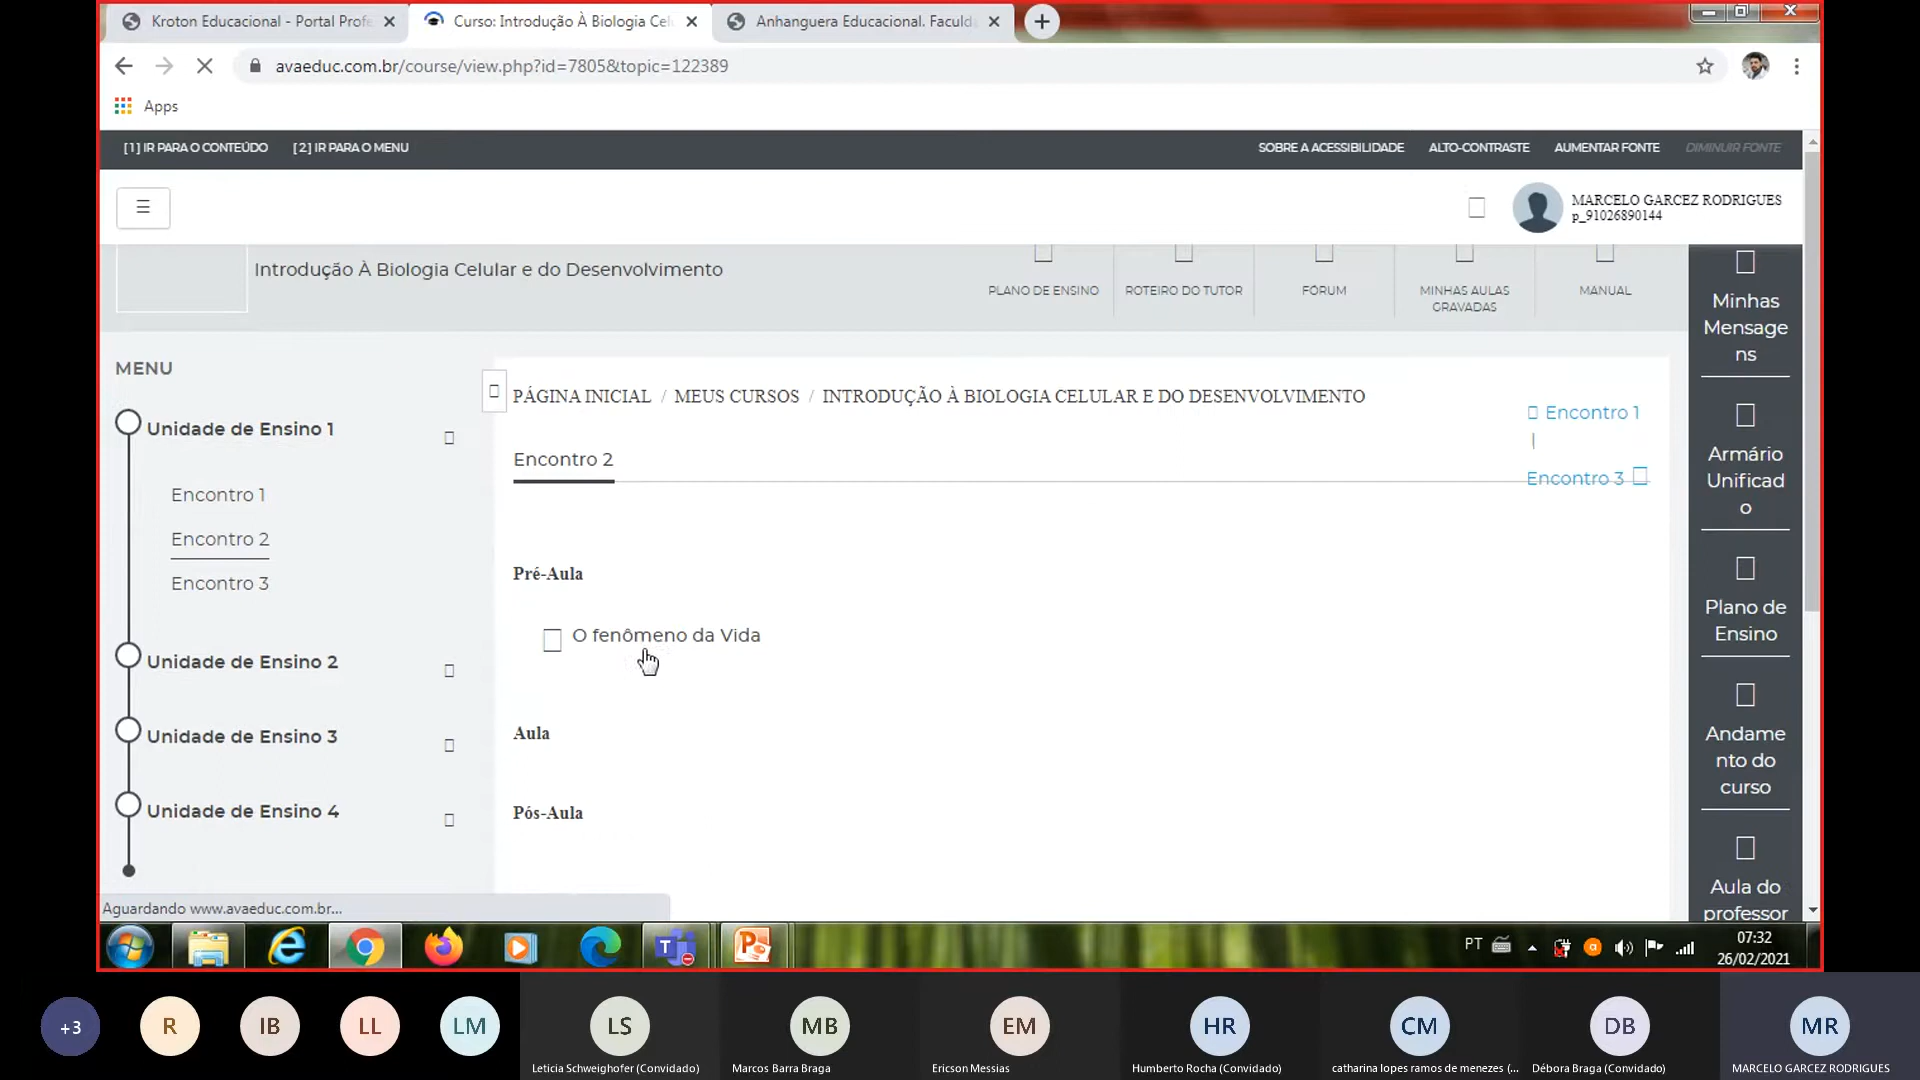 Kroton Educacional - Portal Profe
Curso: Introdução À Biologia Cel
Anhanguera Educacional. Faculd
avaeduc.com.br/course/view.php?id=7805&topic=122389
Apps
[1] IR PARA O CONTEÚDO
[2] IR PARA O MENU
SOBRE A ACESSIBILIDADE
ALTO-CONTRASTE
AUMENTAR FONTE
DIMINUIR FONTE
MARCELO GARCEZ RODRIGUES
p_91026890144
Introdução À Biologia Celular e do Desenvolvimento
PLANO DE ENSINO
ROTEIRO DO TUTOR
FÓRUM
MINHAS AULAS
GRAVADAS
MANUAL
MENU
Unidade de Ensino 1
Encontro 1
Encontro 2
Encontro 3
Unidade de Ensino 2
Unidade de Ensino 3
Unidade de Ensino 4
PÁGINA INICIAL / MEUS CURSOS / INTRODUÇÃO À BIOLOGIA CELULAR E DO DESENVOLVIMENTO
Encontro 1
|
Encontro 3
Encontro 2
Pré-Aula
O fenômeno da Vida
Aula
Pós-Aula
Minhas
Mensage
ns
Armário
Unificad
o
Plano de
Ensino
Andame
nto do
curso
Aula do
professor
Aguardando www.avaeduc.com.br...
PT
07:32
26/02/2021
+3
R
IB
LL
LM
LS
Leticia Schweighofer (Convidado)
MB
Marcos Barra Braga
EM
Ericson Messias
HR
Humberto Rocha (Convidado)
CM
catharina lopes ramos de menezes (...
DB
Débora Braga (Convidado)
MR
MARCELO GARCEZ RODRIGUES